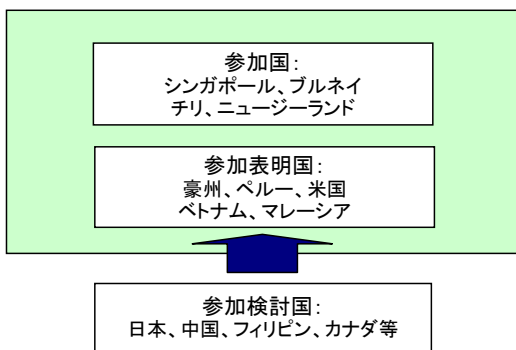 参加国：
シンガポール、ブルネイ
チリ、ニュージーランド
参加表明国：
豪州、ペルー、米国
ベトナム、マレーシア
参加検討国：
日本、中国、フィリピン、カナダ等